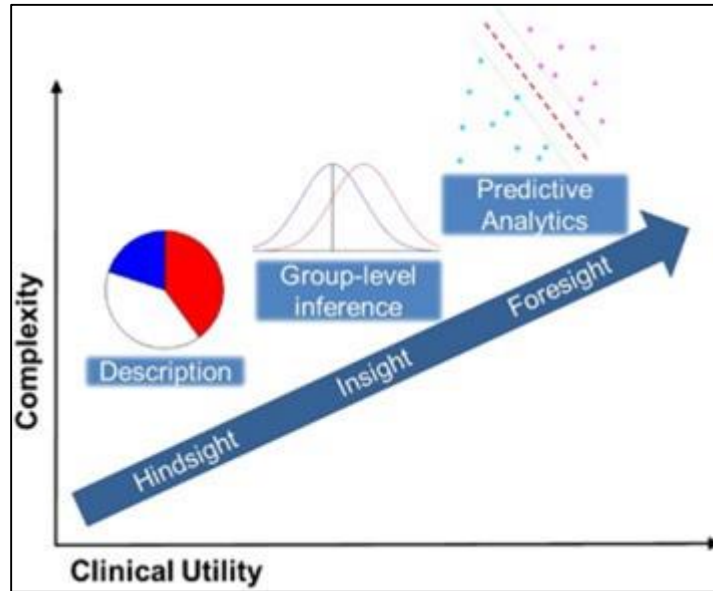 Predictive
Analytics
Group-level
inference
Description
Foresight
Insight
Hindsight
Complexity
Clinical Utility